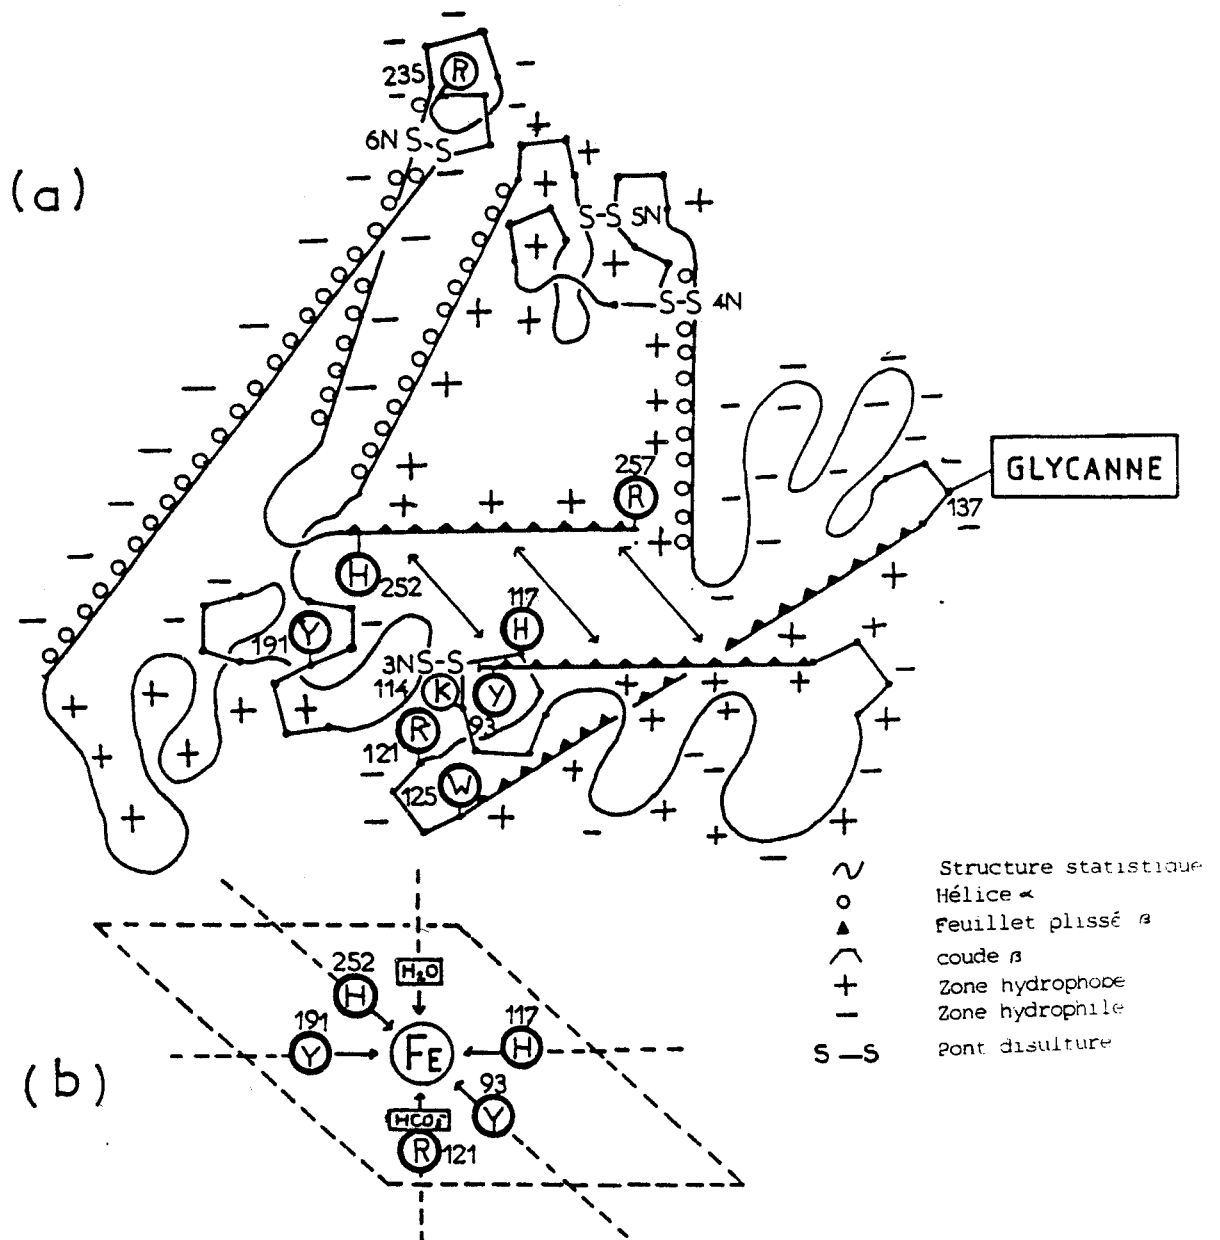 (a)
235
R
6N S-S
S-S 5N
S-S 4N
257
R
GLYCANNE
137
H
252
117
H
191
Y
3N S-S
114
K
Y
93
R
121
125
W
Structure statistique
Hélice α
Feuillet plissé β
coude β
+ Zone hydrophobe
- Zone hydrophile
S-S Pont disulture
(b)
252
H
H₂O
191
Y
FE
117
H
93
Y
HCO₃⁻
R
121